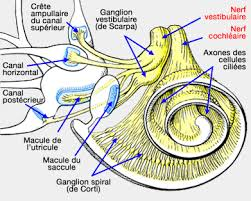 Crête
ampullaire
du canal
supérieur
Ganglion
vestibulaire
(de Scarpa)
Nerf
vestibulaire
Nerf
cochléaire
Axones des
cellules
ciliées
Canal
horizontal
Canal
postécrieur
Macule de
l'utricule
Macule du
saccule
Ganglion spiral
(de Corti)